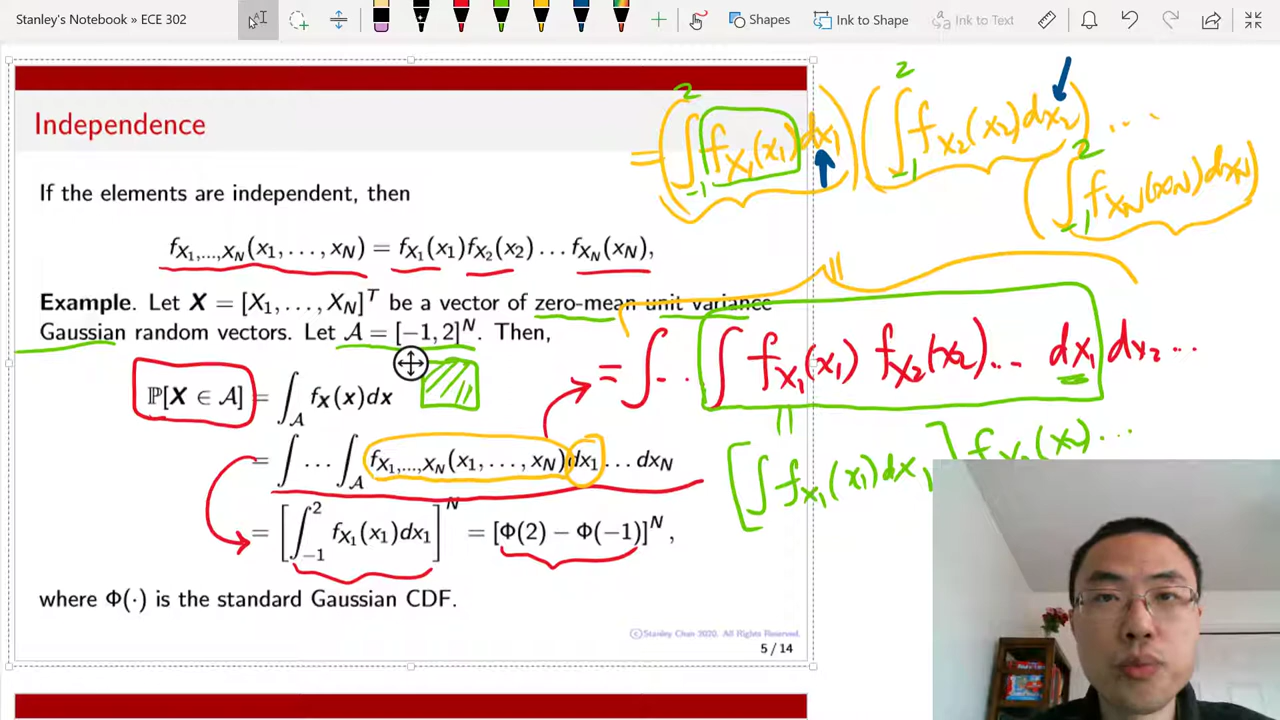 Stanley's Notebook » ECE 302
Shapes
Ink to Shape
Ink to Text
Independence
If the elements are independent, then
f_{X_1,...,X_N}(x_1, . . . , x_N) = f_{X_1}(x_1)f_{X_2}(x_2) . . . f_{X_N}(x_N),
Example. Let X = [X_1, . . . , X_N]^T be a vector of zero-mean unit variance
Gaussian random vectors. Let A = [−1, 2]^N. Then,
ℙ[X ∈ A] = ∫_A f_X(x)dx
= ∫ . . . ∫_A f_{X_1,...,X_N}(x_1, . . . , x_N)dx_1 . . . dx_N
= [∫_{−1}^{2} f_{X_1}(x_1)dx_1]^N = [Φ(2) − Φ(−1)]^N,
where Φ(·) is the standard Gaussian CDF.
©Stanley Chan 2020. All Rights Reserved.
5 / 14
= (∫_{-1}^{2} f_{X_1}(x_1) dx_1) (∫_{-1}^{2} f_{X_2}(x_2) dx_2) ...
(∫_{-1}^{2} f_{X_N}(x_N) dx_N)
= ∫ ... ∫ f_{X_1}(x_1) f_{X_2}(x_2) ... dx_1 dx_2 ...
[∫ f_{X_1}(x_1) dx_1] f_{X_2}(x_2) ...